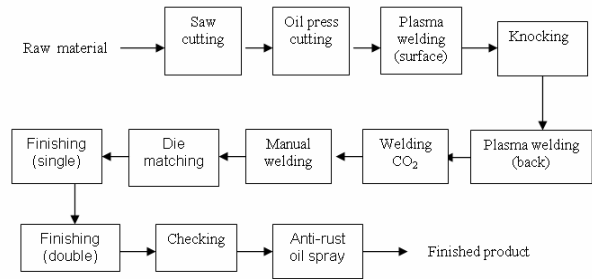 Raw material
Saw
cutting
Oil press
cutting
Plasma
welding
(surface)
Knocking
Plasma welding
(back)
Welding
CO₂
Manual
welding
Die
matching
Finishing
(single)
Finishing
(double)
Checking
Anti-rust
oil spray
Finished product